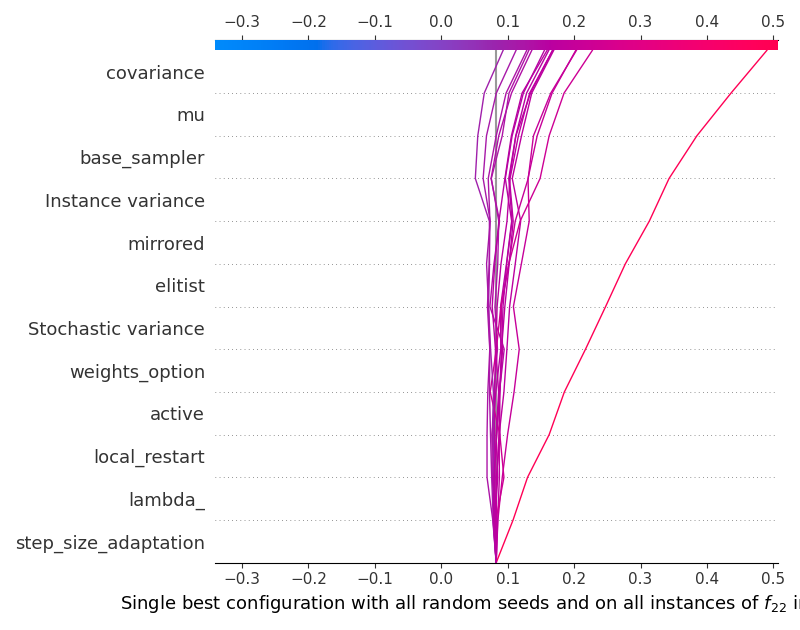 −0.3 −0.2 −0.1 0.0 0.1 0.2 0.3 0.4 0.5
covariance
mu
base_sampler
Instance variance
mirrored
elitist
Stochastic variance
weights_option
active
local_restart
lambda_
step_size_adaptation
−0.3 −0.2 −0.1 0.0 0.1 0.2 0.3 0.4 0.5
Single best configuration with all random seeds and on all instances of f₂₂ i